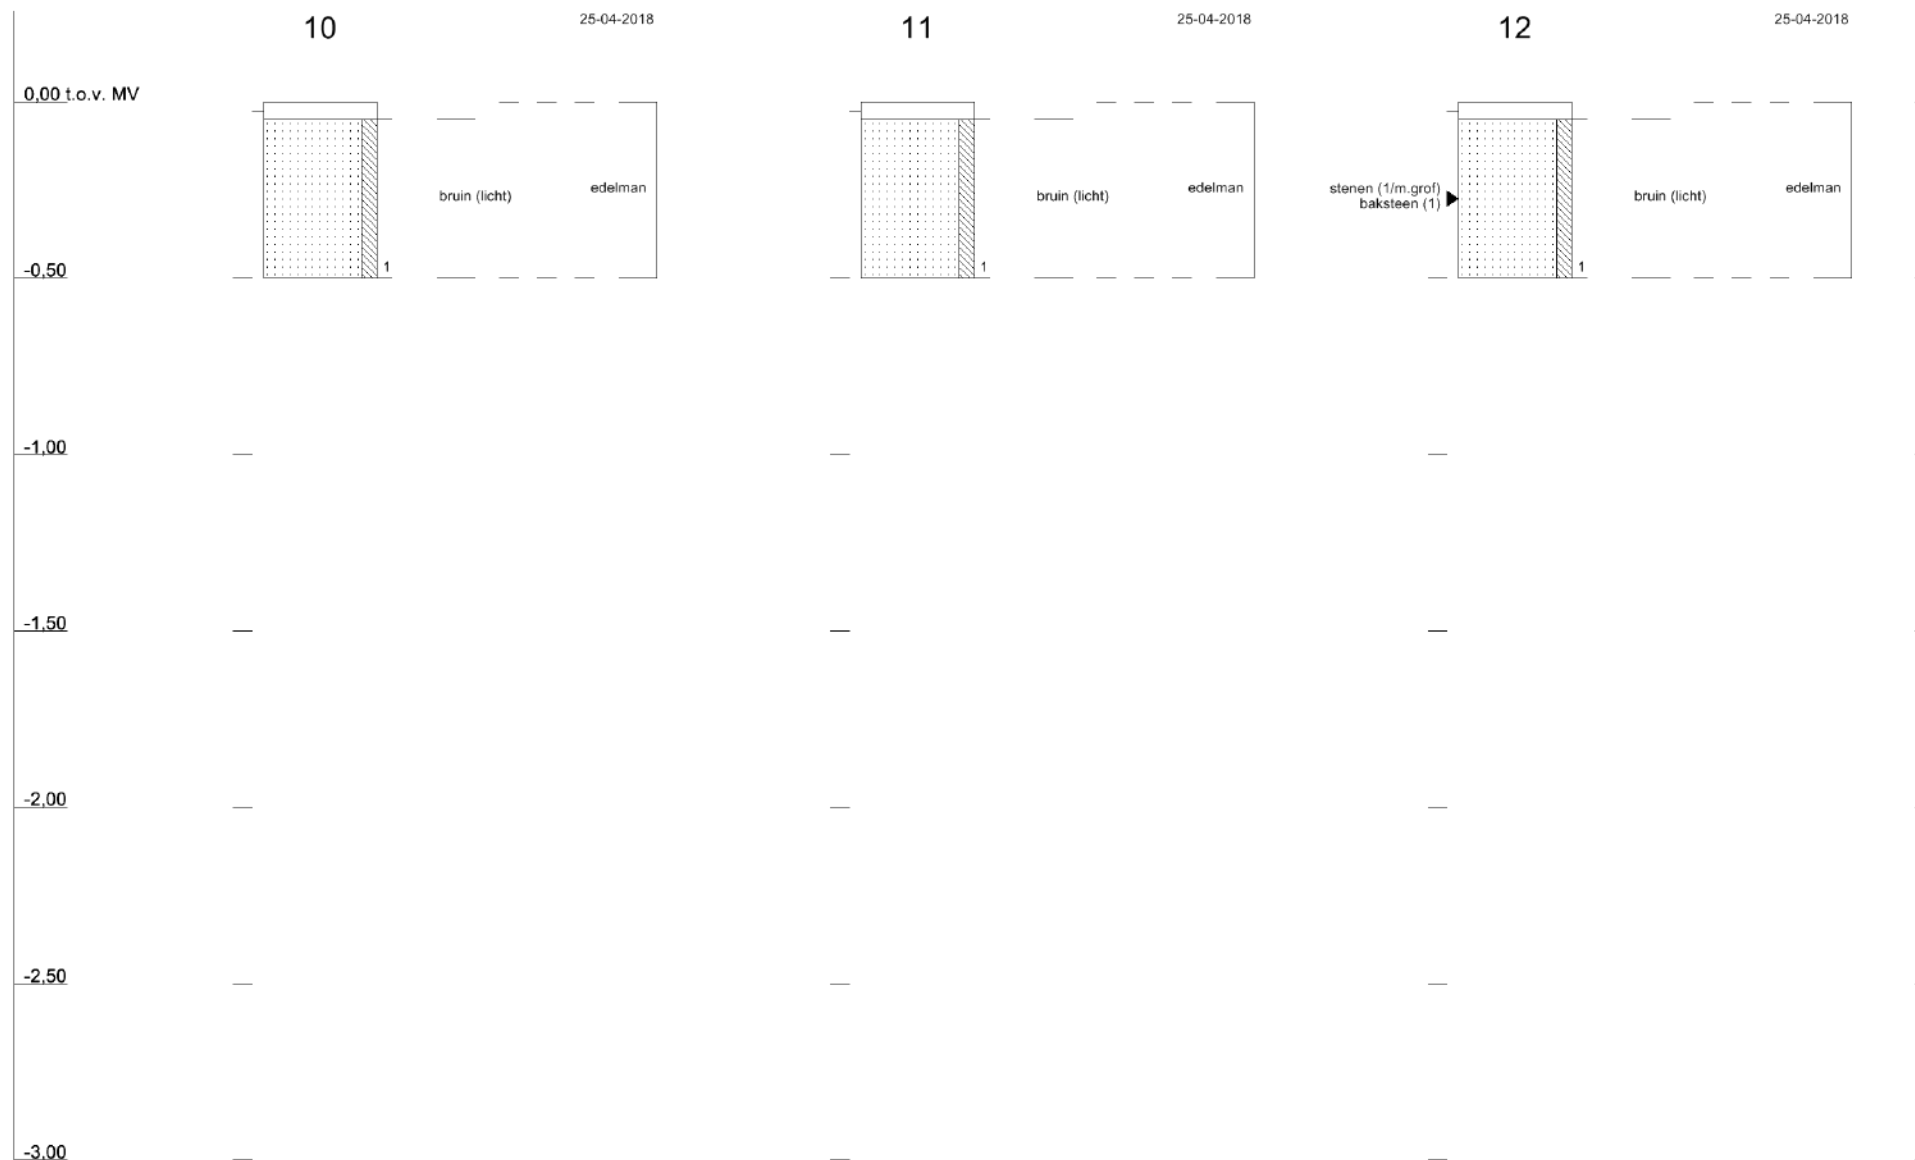 10 25-04-2018 11 25-04-2018 12 25-04-2018
0,00 t.o.v. MV
bruin (licht) edelman bruin (licht) edelman stenen (1/m.grof) bruin (licht) edelman
baksteen (1)
-0,50 1 1 1
-1,00
-1,50
-2,00
-2,50
-3,00